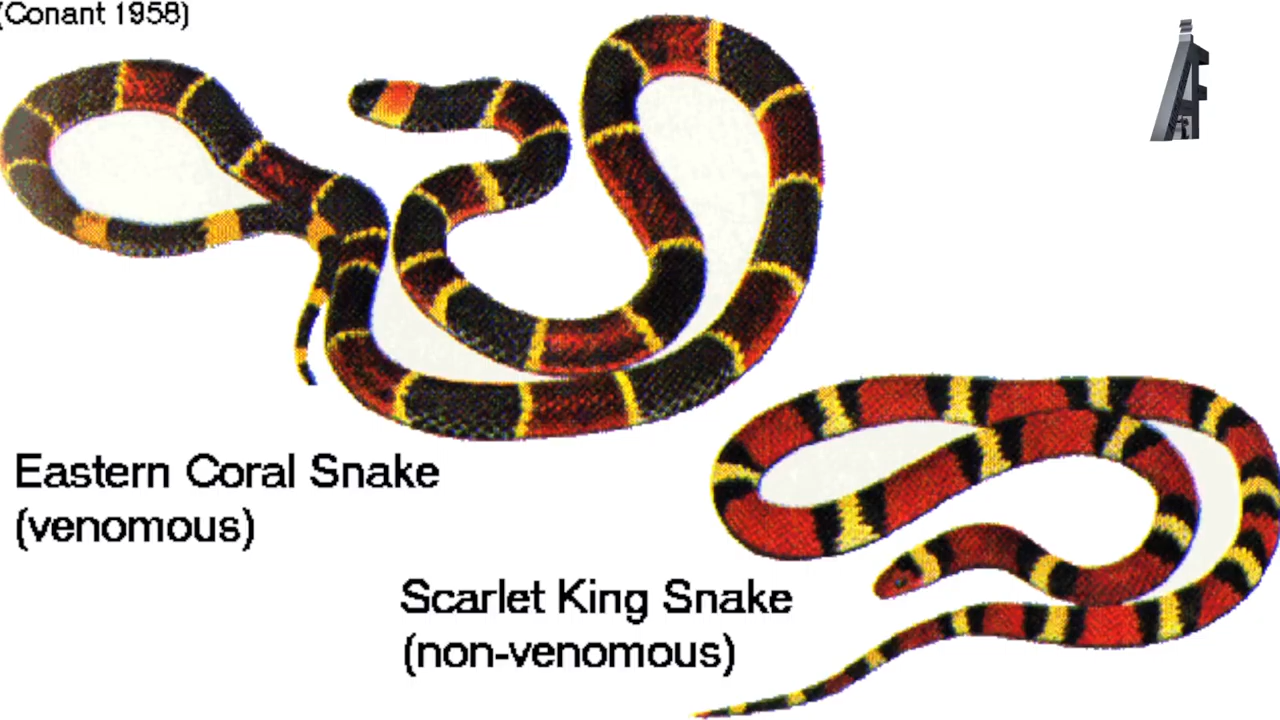 (Conant 1958)
Eastern Coral Snake
(venomous)
Scarlet King Snake
(non-venomous)